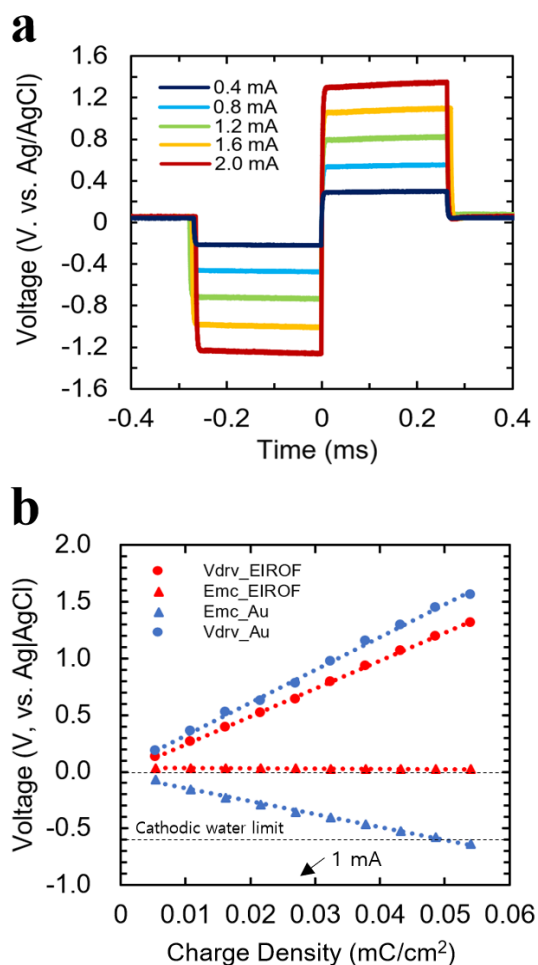 a
Voltage (V. vs. Ag/AgCl)
1.6
1.2
0.8
0.4
0
-0.4
-0.8
-1.2
-1.6
0.4 mA
0.8 mA
1.2 mA
1.6 mA
2.0 mA
-0.4 -0.2 0 0.2 0.4
Time (ms)
b
Voltage (V, vs. Ag|AgCl)
2.0
1.5
1.0
0.5
0.0
-0.5
-1.0
Vdrv_EIROF
Emc_EIROF
Emc_Au
Vdrv_Au
Cathodic water limit
1 mA
0 0.01 0.02 0.03 0.04 0.05 0.06
Charge Density (mC/cm²)